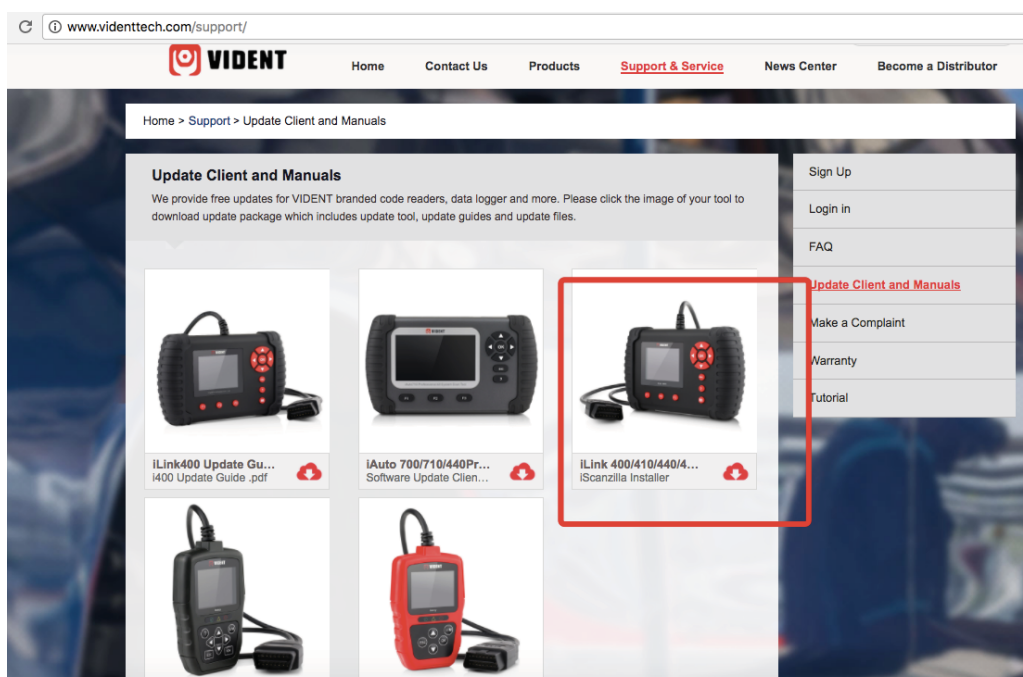 www.videnttech.com/support/
VIDENT
Home Contact Us Products Support & Service News Center Become a Distributor
Home > Support > Update Client and Manuals
Update Client and Manuals
We provide free updates for VIDENT branded code readers, data logger and more. Please click the image of your tool to
download update package which includes update tool, update guides and update files.
Sign Up
Login in
FAQ
Update Client and Manuals
Make a Complaint
Warranty
Tutorial
iLink400 Update Gu...
i400 Update Guide .pdf
iAuto 700/710/440Pr...
Software Update Clien...
iLink 400/410/440/4...
iScanzilla Installer